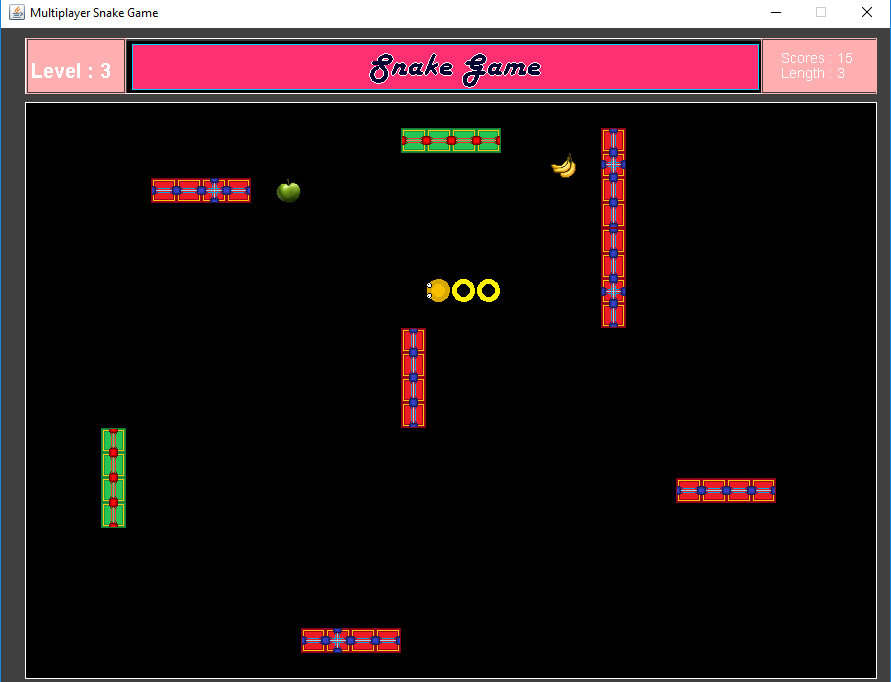 Multiplayer Snake Game
Level : 3
Snake Game
Scores : 15
Length : 3